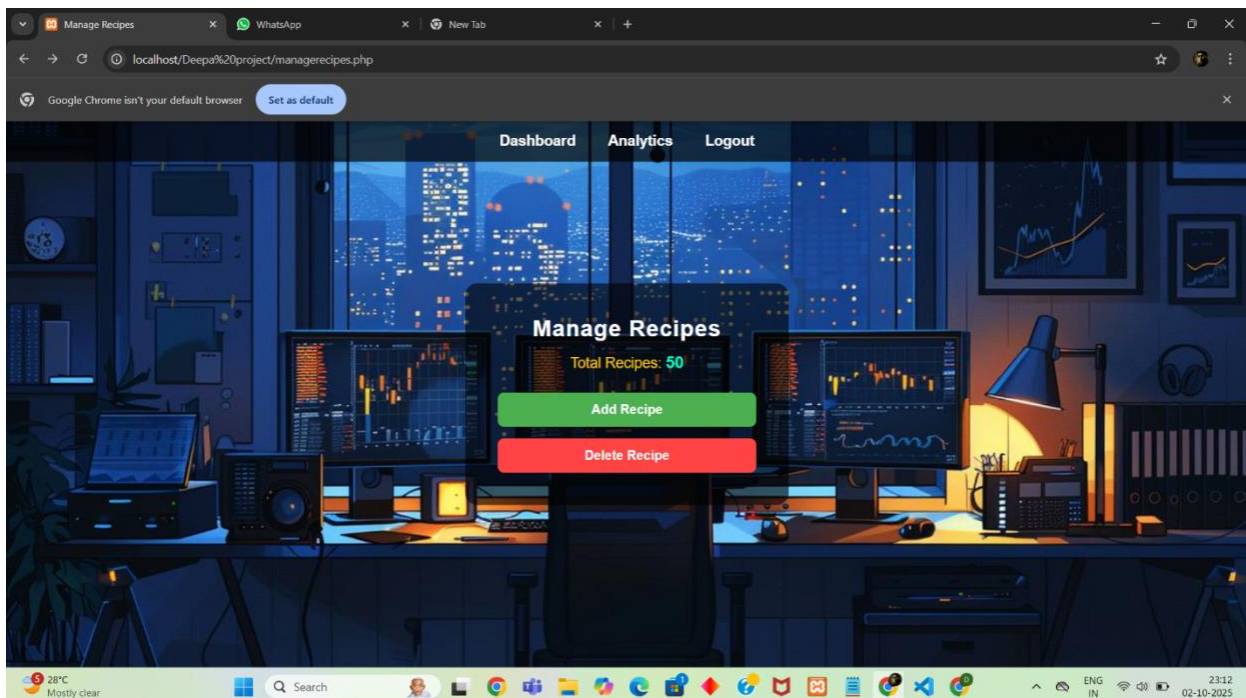 Manage Recipes
WhatsApp
New Tab
localhost/Deepa%20project/managerecipes.php
Google Chrome isn't your default browser
Set as default
Dashboard Analytics Logout
Manage Recipes
Total Recipes: 50
Add Recipe
Delete Recipe
5
28°C
Mostly clear
Search
ENG
IN
23:12
02-10-2025